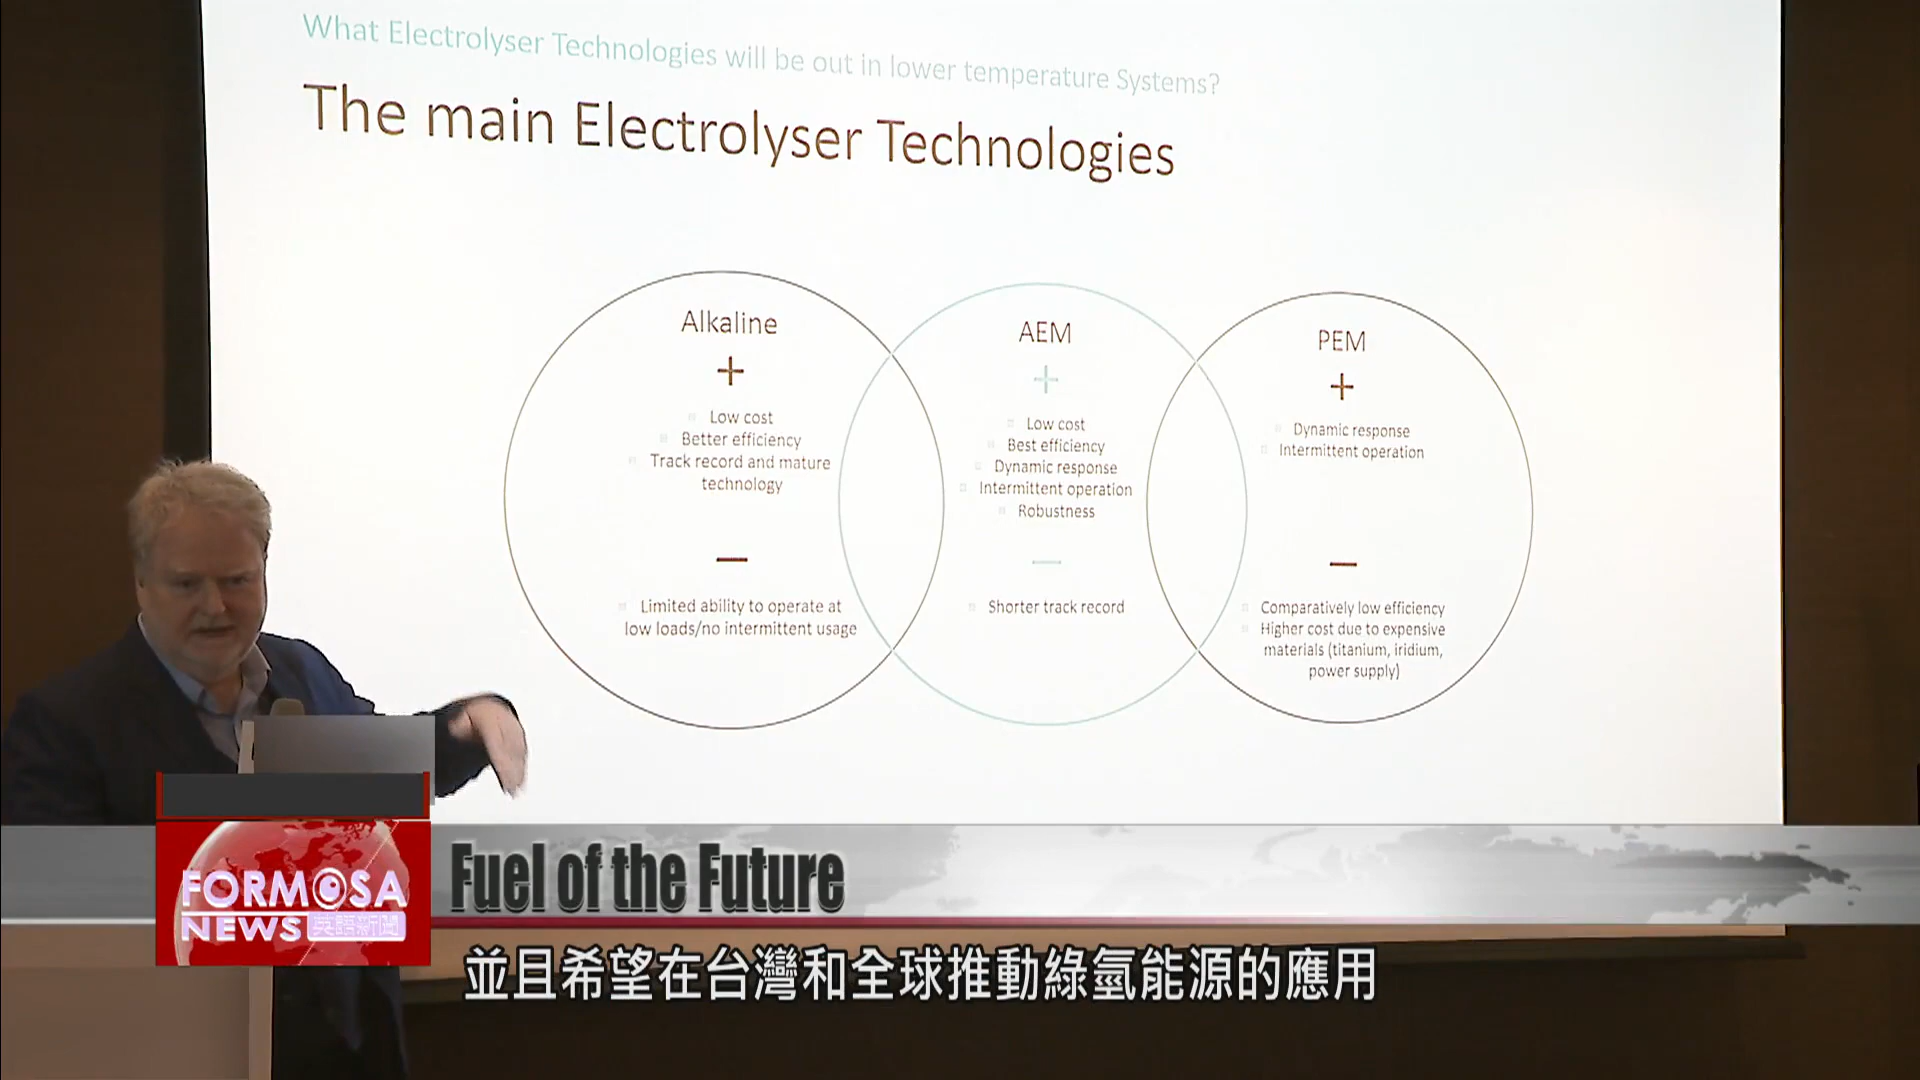 What Electrolyser Technologies will be out in lower temperature Systems?
The main Electrolyser Technologies
Alkaline
+
Low cost
Better efficiency
Track record and mature
technology
—
Limited ability to operate at
low loads/no intermittent usage
AEM
+
Low cost
Best efficiency
Dynamic response
Intermittent operation
Robustness
—
Shorter track record
PEM
+
Dynamic response
Intermittent operation
—
Comparatively low efficiency
Higher cost due to expensive
materials (titanium, iridium,
power supply)
FORMOSA
NEWS 英語新聞
Fuel of the Future
並且希望在台灣和全球推動綠氫能源的應用